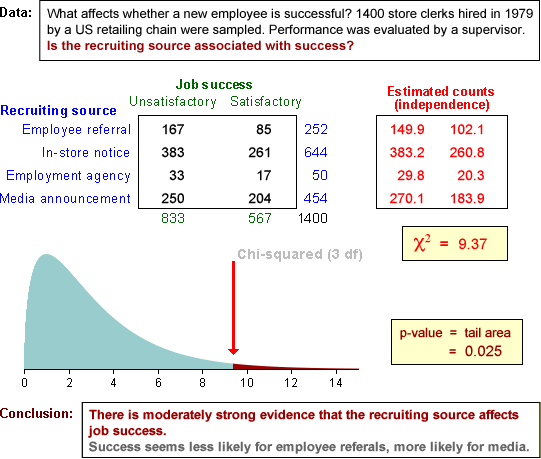 Data: What affects whether a new employee is successful? 1400 store clerks hired in 1979
by a US retailing chain were sampled. Performance was evaluated by a supervisor.
Is the recruiting source associated with success?
Job success
Estimated counts
(independence)
Recruiting source Unsatisfactory Satisfactory
Employee referral 167 85 252 149.9 102.1
In-store notice 383 261 644 383.2 260.8
Employment agency 33 17 50 29.8 20.3
Media announcement 250 204 454 270.1 183.9
833 567 1400
χ² = 9.37
Chi-squared (3 df)
p-value = tail area
= 0.025
0 2 4 6 8 10 12 14
Conclusion: There is moderately strong evidence that the recruiting source affects
job success.
Success seems less likely for employee referals, more likely for media.